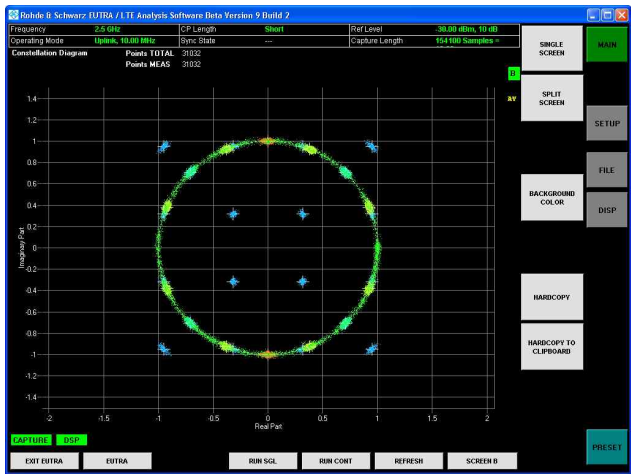 Rohde & Schwarz EUTRA / LTE Analysis Software Beta Version 9 Build 2
Frequency 2.5 GHz CP Length Short Ref Level -30.00 dBm, 10 dB
Operating Mode Uplink, 10.00 MHz Sync State --- Capture Length 154100 Samples =
Constellation Diagram Points TOTAL 31032
Points MEAS 31032
B
AY
1.4
1.2
1
0.8
0.6
0.4
0.2
0
-0.2
-0.4
-0.6
-0.8
-1
-1.2
-1.4
Imaginary Part
-2 -1.5 -1 -0.5 0 0.5 1 1.5 2
Real Part
CAPTURE DSP
EXIT EUTRA EUTRA RUN SGL RUN CONT REFRESH SCREEN B
SINGLE SCREEN
SPLIT SCREEN
BACKGROUND COLOR
HARDCOPY
HARDCOPY TO CLIPBOARD
MAIN
SETUP
FILE
DISP
PRESET